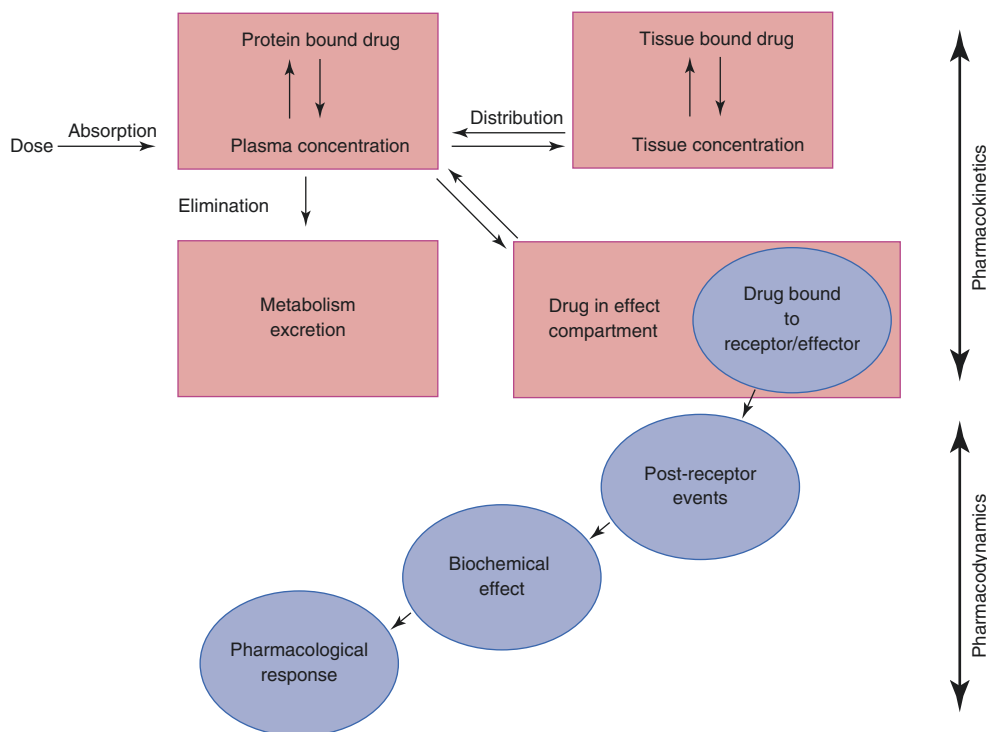 Protein bound drug
Tissue bound drug
Dose
Absorption
Plasma concentration
Distribution
Tissue concentration
Elimination
Metabolism
excretion
Drug in effect
compartment
Drug bound
to
receptor/effector
Pharmacokinetics
Post-receptor
events
Biochemical
effect
Pharmacological
response
Pharmacodynamics